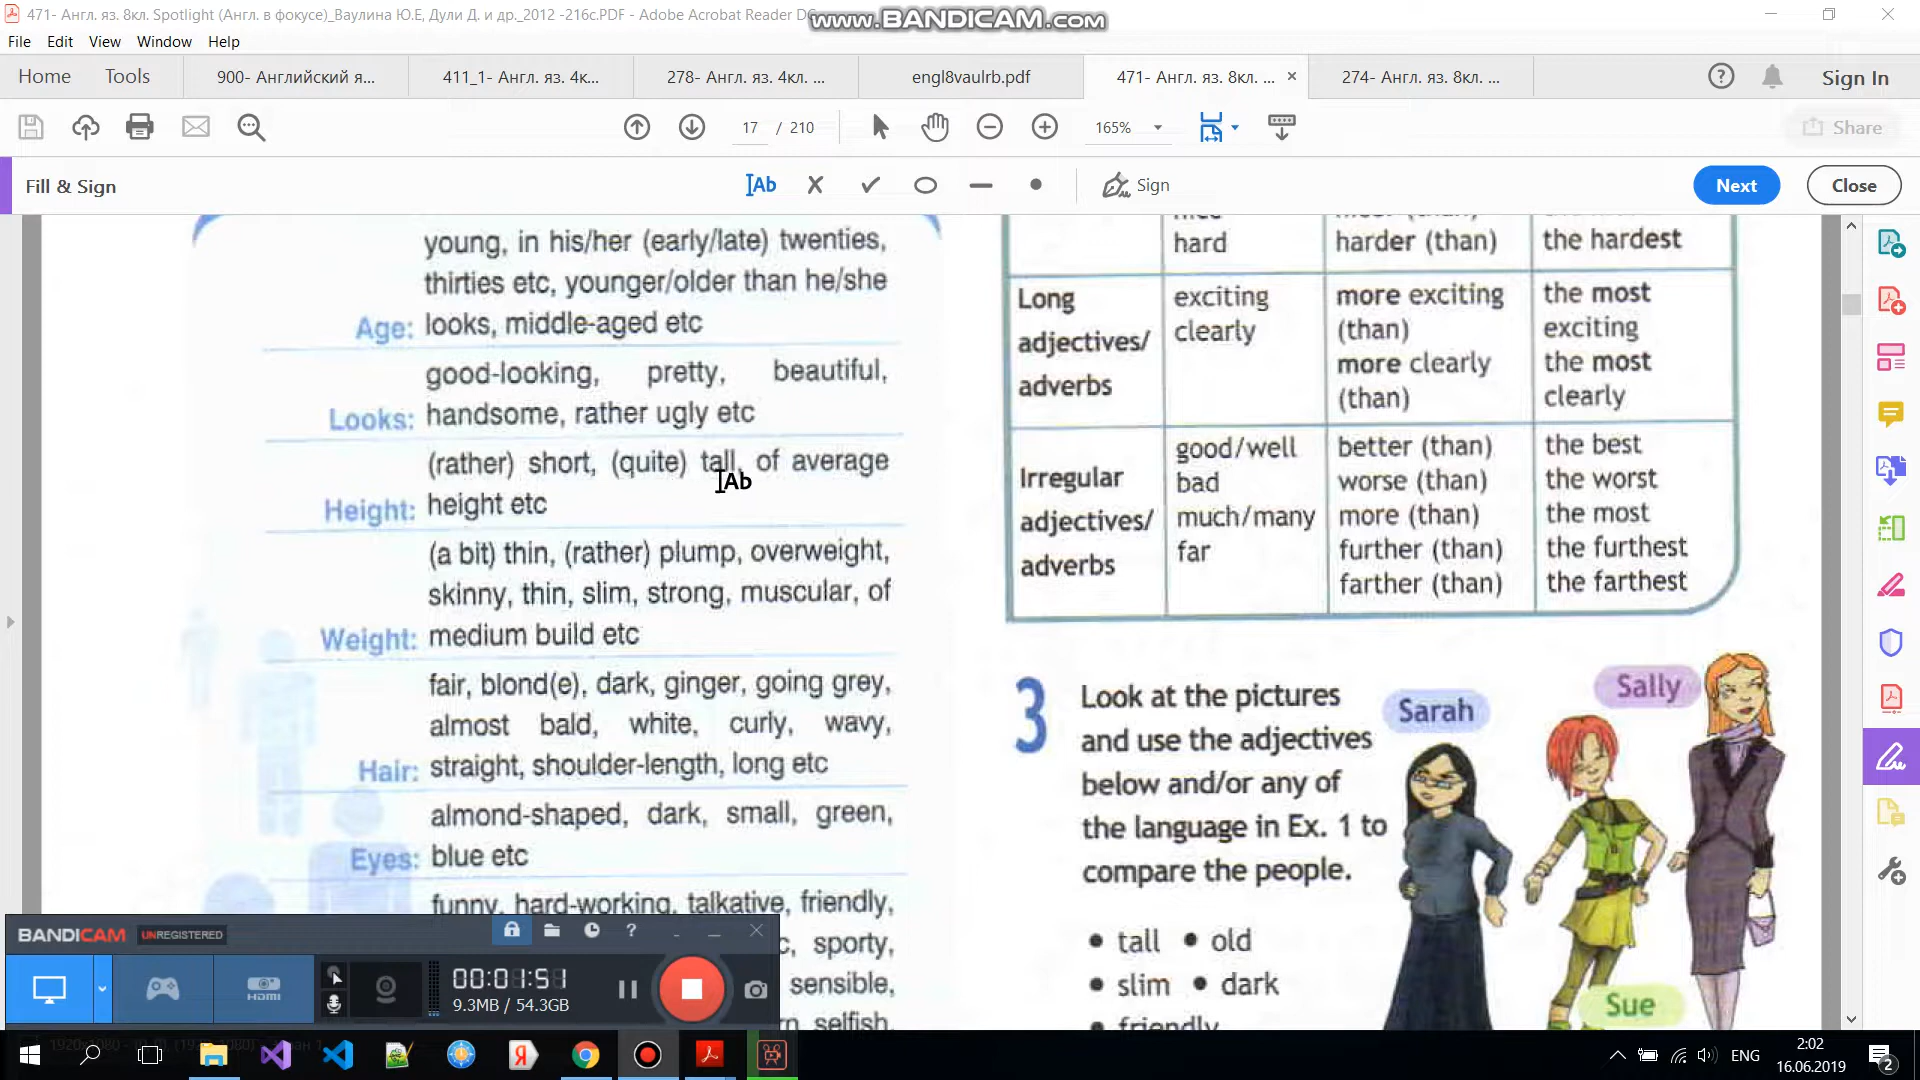 471- Англ. яз. 8кл. Spotlight (Англ. в фокусе)_Ваулина Ю.Е, Дули Д. и др._2012 -216с.PDF - Adobe Acrobat Reader DC
www.BANDICAM.com
File Edit View Window Help
Home Tools 900- Английский я... 411_1- Англ. яз. 4к... 278- Англ. яз. 4кл. ... engl8vaulrb.pdf 471- Англ. яз. 8кл. ... 274- Англ. яз. 8кл. ... Sign In
17 / 210 165% Share
Fill & Sign Ab Sign Next Close
young, in his/her (early/late) twenties,
thirties etc, younger/older than he/she
Age: looks, middle-aged etc
good-looking, pretty, beautiful,
Looks: handsome, rather ugly etc
(rather) short, (quite) tall, of average
Ab
Height: height etc
(a bit) thin, (rather) plump, overweight,
skinny, thin, slim, strong, muscular, of
Weight: medium build etc
fair, blond(e), dark, ginger, going grey,
almost bald, white, curly, wavy,
Hair: straight, shoulder-length, long etc
almond-shaped, dark, small, green,
Eyes: blue etc
funny, hard-working, talkative, friendly,
sporty,
sensible,
selfish,
hard harder (than) the hardest
Long adjectives/ adverbs
exciting
clearly
more exciting
(than)
more clearly
(than)
the most
exciting
the most
clearly
Irregular adjectives/ adverbs
good/well better (than) the best
bad worse (than) the worst
much/many more (than) the most
far further (than) the furthest
farther (than) the farthest
3 Look at the pictures
and use the adjectives
below and/or any of
the language in Ex. 1 to
compare the people.
• tall • old
• slim • dark
• friendly
Sarah
Sally
Sue
BANDICAM UNREGISTERED
HDMI
00:01:51
9.3MB / 54.3GB
ENG
2:02
16.06.2019
2